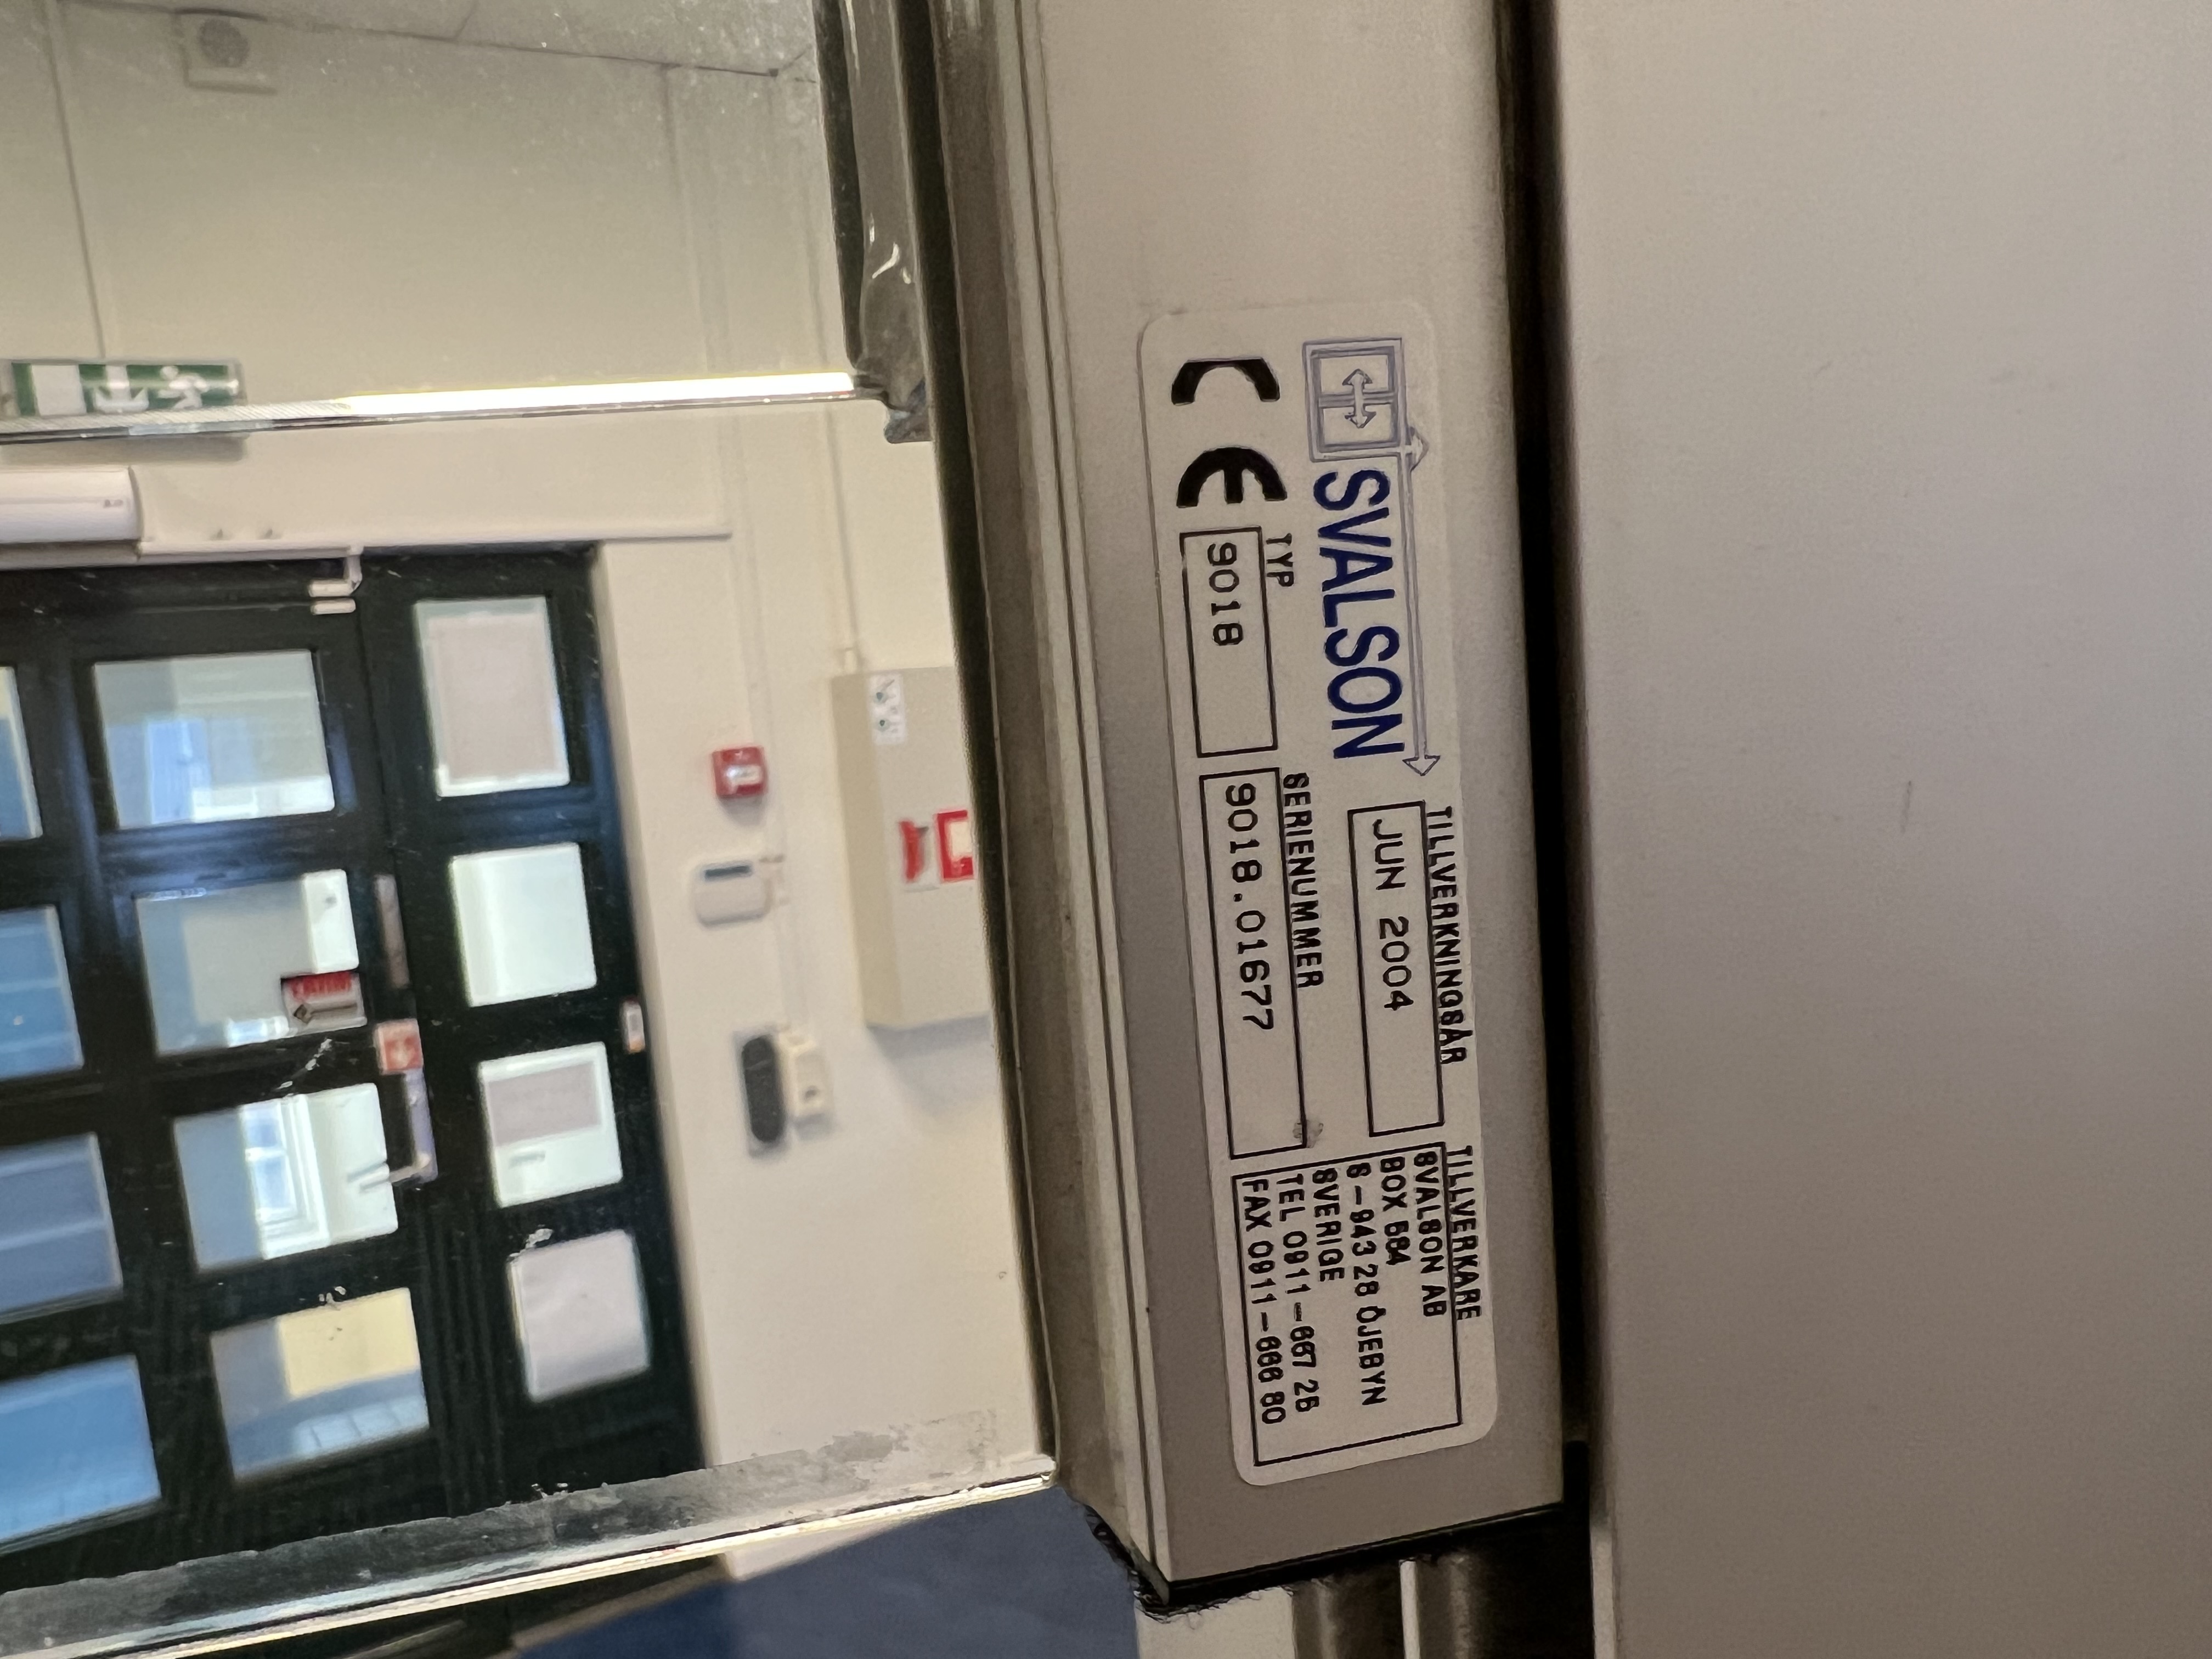 SVALSON
CE
TYP
9018
SERIENUMMER
9018.01677
TILLVERKNINGSÅR
JUN 2004
TILLVERKARE
SVALSON AB
BOX 584
S-943 28 ÖJEBYN
SVERIGE
TEL 0911-667 25
FAX 0911-666 80